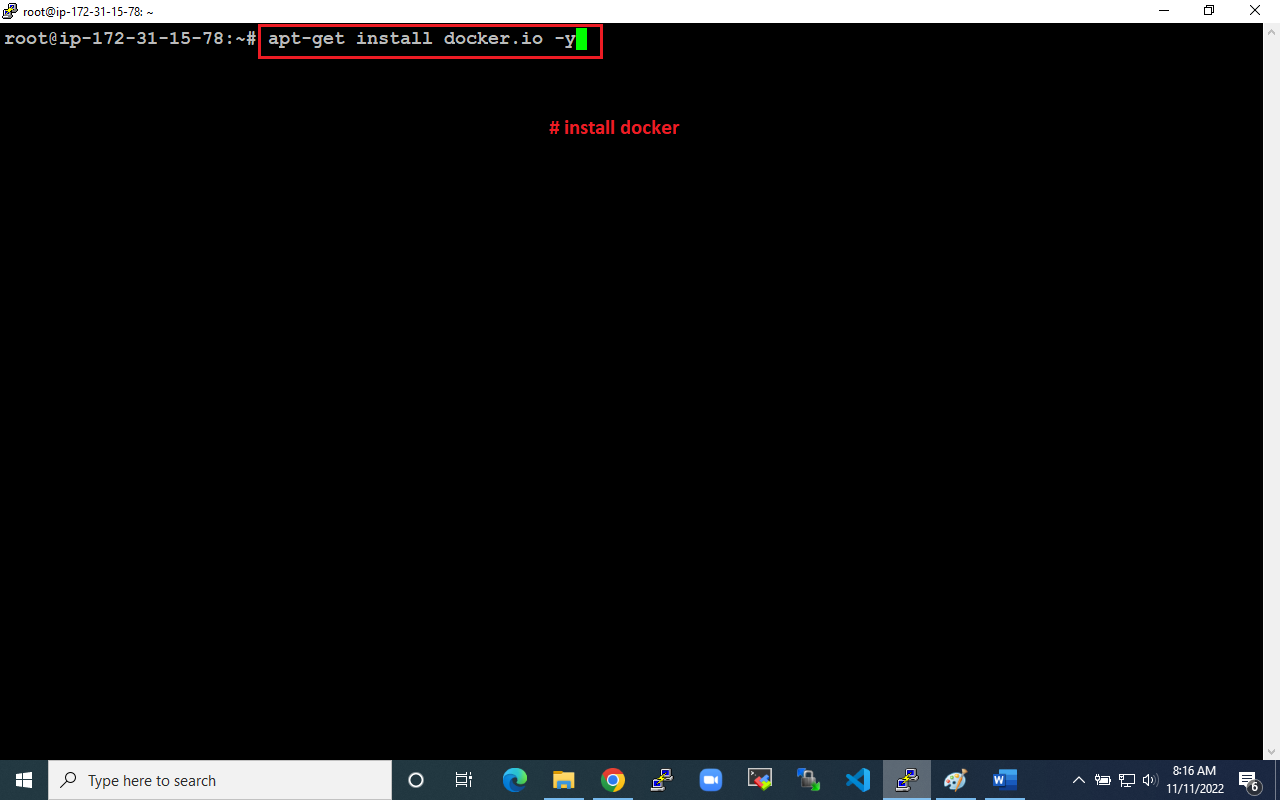 root@ip-172-31-15-78: ~
root@ip-172-31-15-78:~# apt-get install docker.io -y
# install docker
Type here to search
8:16 AM
11/11/2022
6